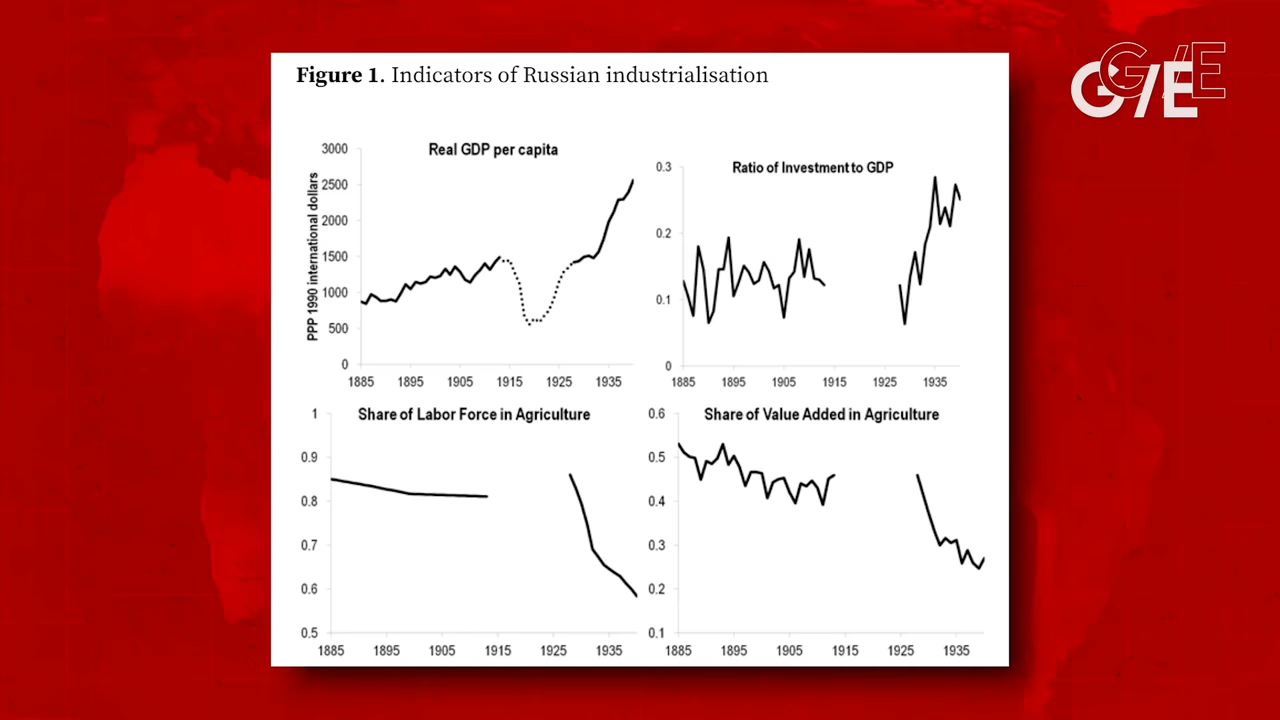 G/E
G/E
Figure 1. Indicators of Russian industrialisation
Real GDP per capita
PPP 1990 international dollars
3000
2500
2000
1500
1000
500
0
1885 1895 1905 1915 1925 1935
Ratio of Investment to GDP
0.3
0.2
0.1
0
1885 1895 1905 1915 1925 1935
Share of Labor Force in Agriculture
1
0.9
0.8
0.7
0.6
0.5
1885 1895 1905 1915 1925 1935
Share of Value Added in Agriculture
0.6
0.5
0.4
0.3
0.2
0.1
1885 1895 1905 1915 1925 1935